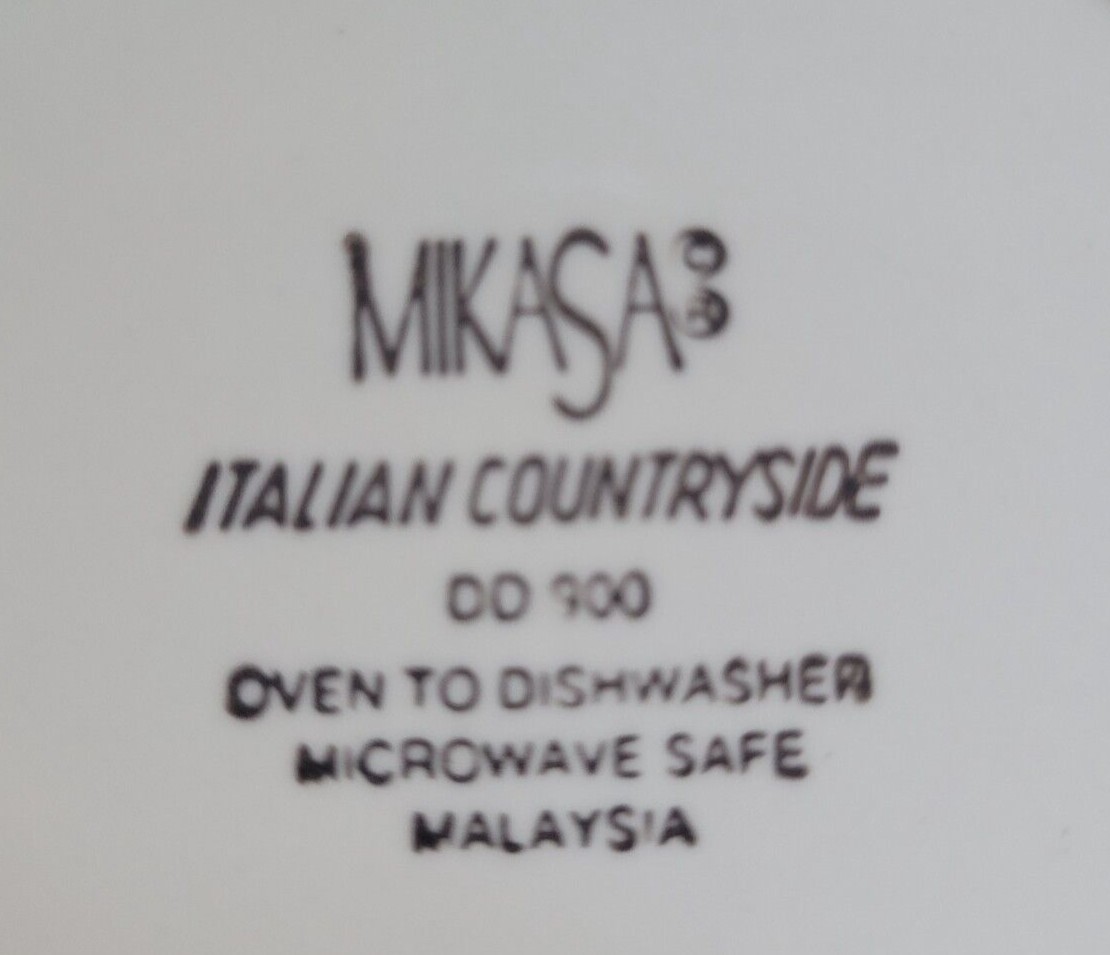 MIKASA
ITALIAN COUNTRYSIDE
DD 900
OVEN TO DISHWASHER
MICROWAVE SAFE
MALAYSIA